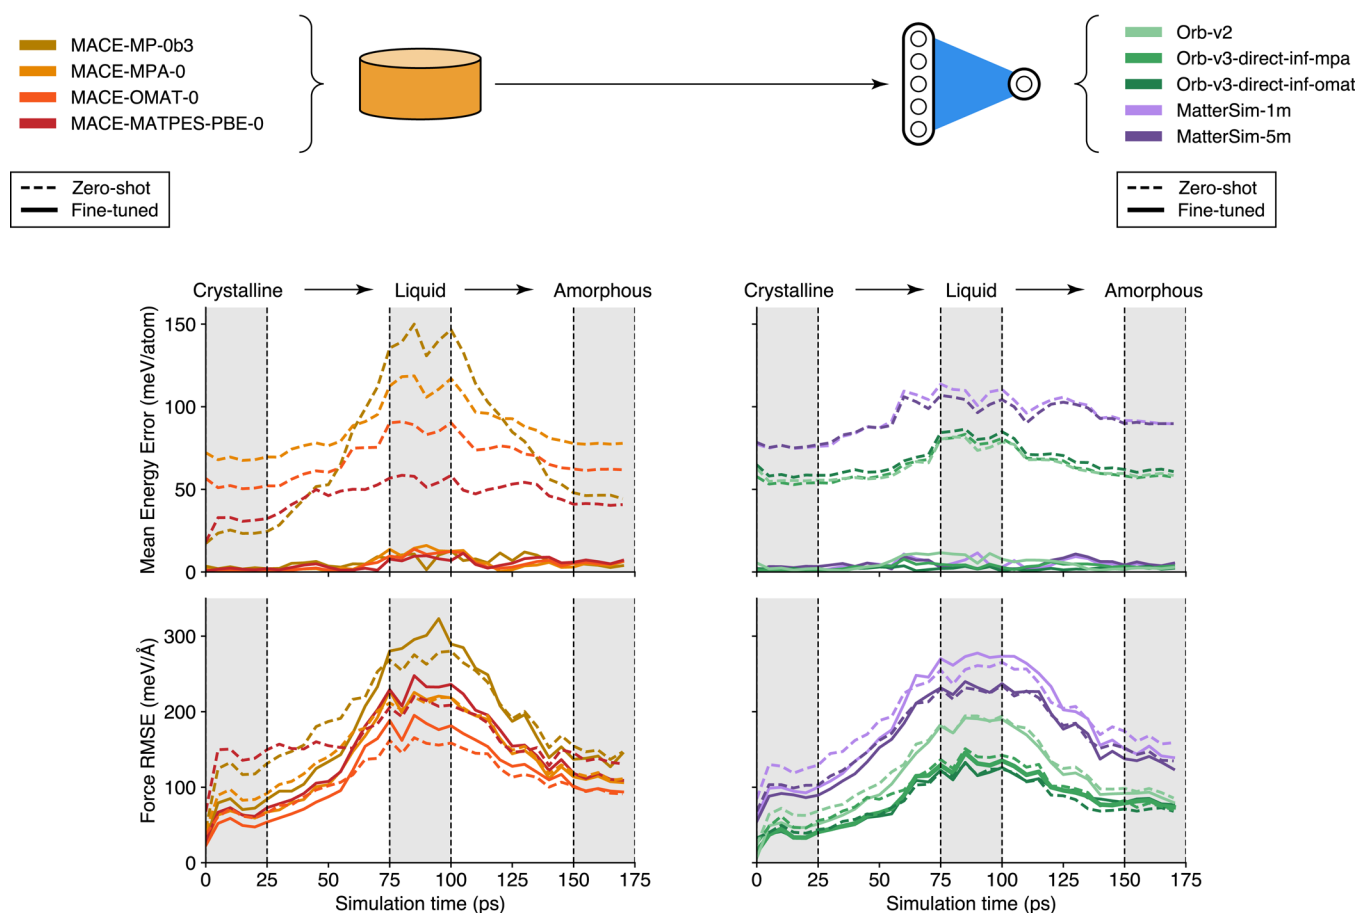 MACE-MP-0b3
MACE-MPA-0
MACE-OMAT-0
MACE-MATPES-PBE-0
Zero-shot
Fine-tuned
Orb-v2
Orb-v3-direct-inf-mpa
Orb-v3-direct-inf-omat
MatterSim-1m
MatterSim-5m
Zero-shot
Fine-tuned
Crystalline
Liquid
Amorphous
Mean Energy Error (meV/atom)
150
100
50
0
Crystalline
Liquid
Amorphous
Force RMSE (meV/Å)
300
200
100
0
0
25
50
75
100
125
150
175
Simulation time (ps)
0
25
50
75
100
125
150
175
Simulation time (ps)